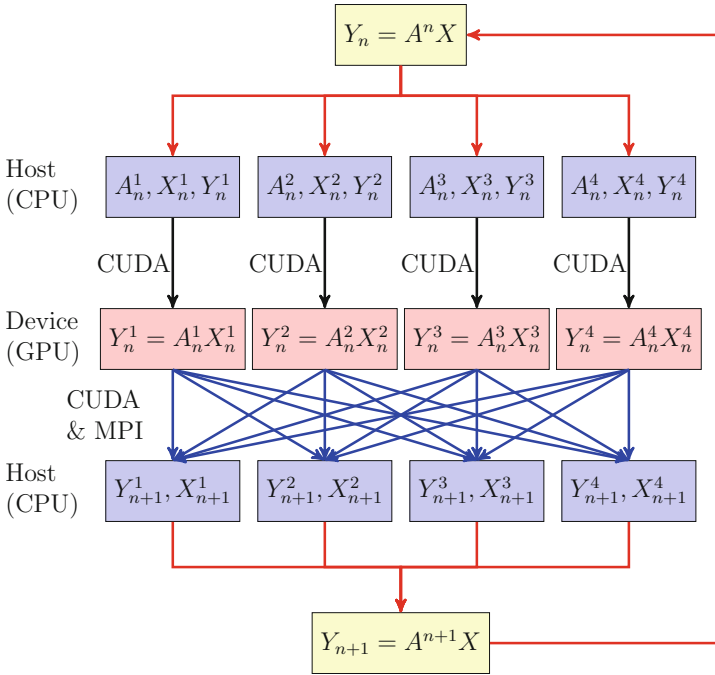 Y_n = A^n X
Host
(CPU)
A_n^1, X_n^1, Y_n^1
A_n^2, X_n^2, Y_n^2
A_n^3, X_n^3, Y_n^3
A_n^4, X_n^4, Y_n^4
CUDA
CUDA
CUDA
CUDA
Device
(GPU)
Y_n^1 = A_n^1 X_n^1
Y_n^2 = A_n^2 X_n^2
Y_n^3 = A_n^3 X_n^3
Y_n^4 = A_n^4 X_n^4
CUDA
& MPI
Host
(CPU)
Y_{n+1}^1, X_{n+1}^1
Y_{n+1}^2, X_{n+1}^2
Y_{n+1}^3, X_{n+1}^3
Y_{n+1}^4, X_{n+1}^4
Y_{n+1} = A^{n+1} X